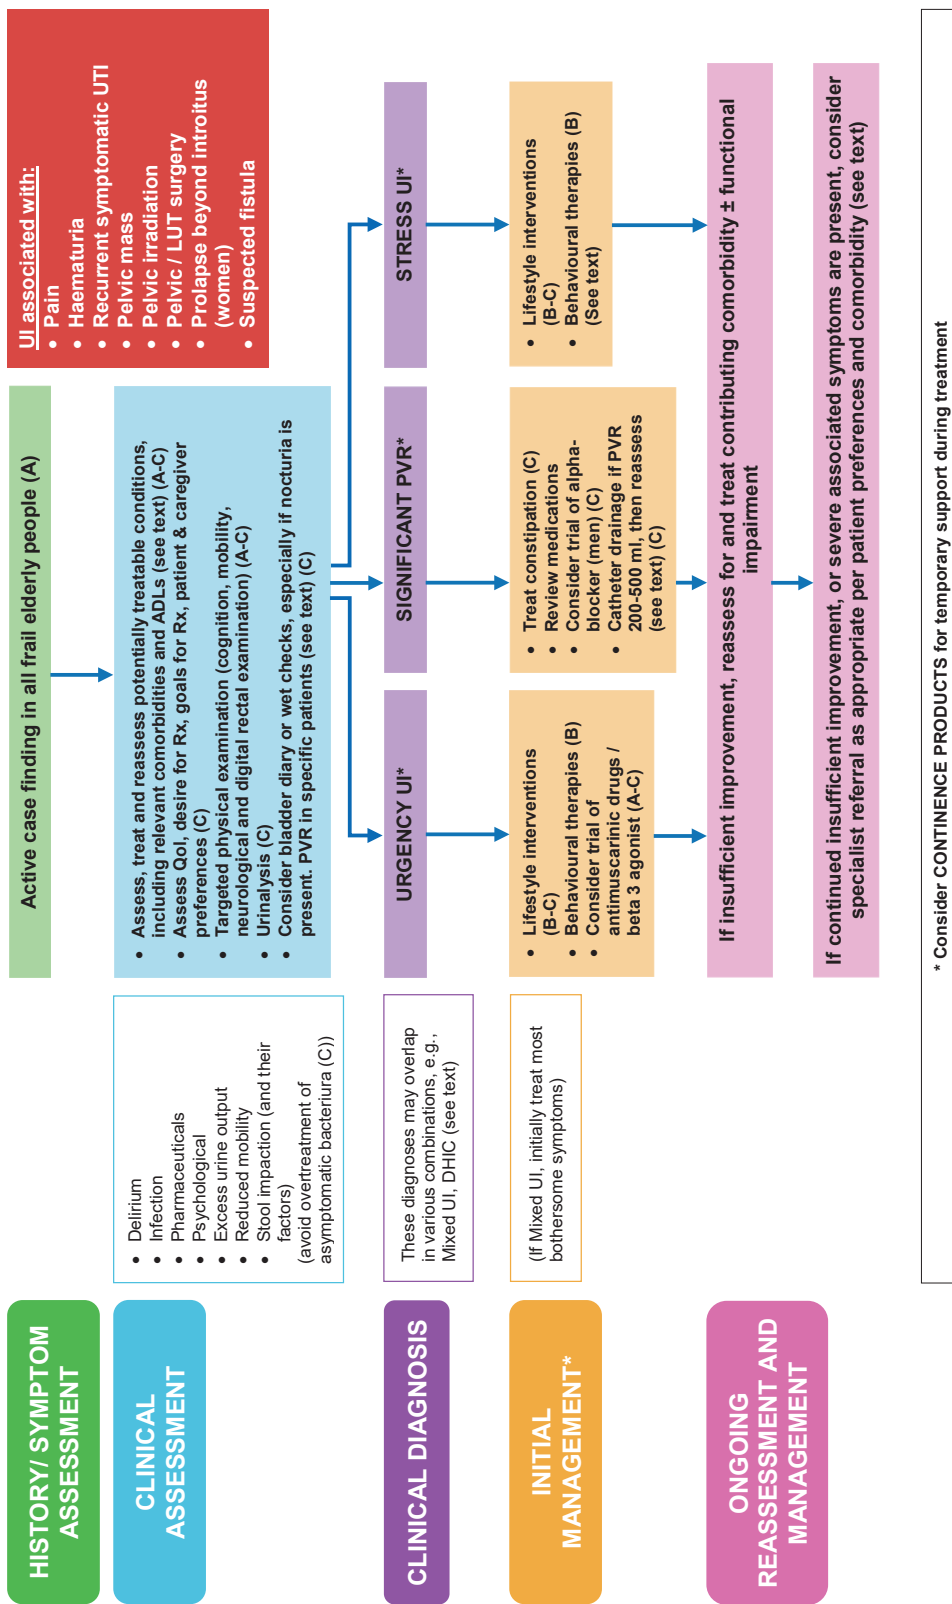 HISTORY/ SYMPTOM
ASSESSMENT
Active case finding in all frail elderly people (A)
UI associated with:
• Pain
• Haematuria
• Recurrent symptomatic UTI
• Pelvic mass
• Pelvic irradiation
• Pelvic / LUT surgery
• Prolapse beyond introitus
(women)
• Suspected fistula
CLINICAL
ASSESSMENT
• Delirium
• Infection
• Pharmaceuticals
• Psychological
• Excess urine output
• Reduced mobility
• Stool impaction (and their
factors)
(avoid overtreatment of
asymptomatic bacteriura (C))
• Assess, treat and reassess potentially treatable conditions,
including relevant comorbidities and ADLs (see text) (A-C)
• Assess QoI, desire for Rx, goals for Rx, patient & caregiver
preferences (C)
• Targeted physical examination (cognition, mobility,
neurological and digital rectal examination) (A-C)
• Urinalysis (C)
• Consider bladder diary or wet checks, especially if nocturia is
present. PVR in specific patients (see text) (C)
CLINICAL DIAGNOSIS
These diagnoses may overlap
in various combinations, e.g.,
Mixed UI, DHIC (see text)
URGENCY UI*
SIGNIFICANT PVR*
STRESS UI*
INITIAL
MANAGEMENT*
(If Mixed UI, initially treat most
bothersome symptoms)
• Lifestyle interventions
(B-C)
• Behavioural therapies (B)
• Consider trial of
antimuscarinic drugs /
beta 3 agonist (A-C)
• Treat constipation (C)
• Review medications
• Consider trial of alpha-
blocker (men) (C)
• Catheter drainage if PVR
200-500 ml, then reassess
(see text) (C)
• Lifestyle interventions
(B-C)
• Behavioural therapies (B)
(See text)
ONGOING
REASSESSMENT AND
MANAGEMENT
If insufficient improvement, reassess for and treat contributing comorbidity ± functional
impairment
If continued insufficient improvement, or severe associated symptoms are present, consider
specialist referral as appropriate per patient preferences and comorbidity (see text)
* Consider CONTINENCE PRODUCTS for temporary support during treatment